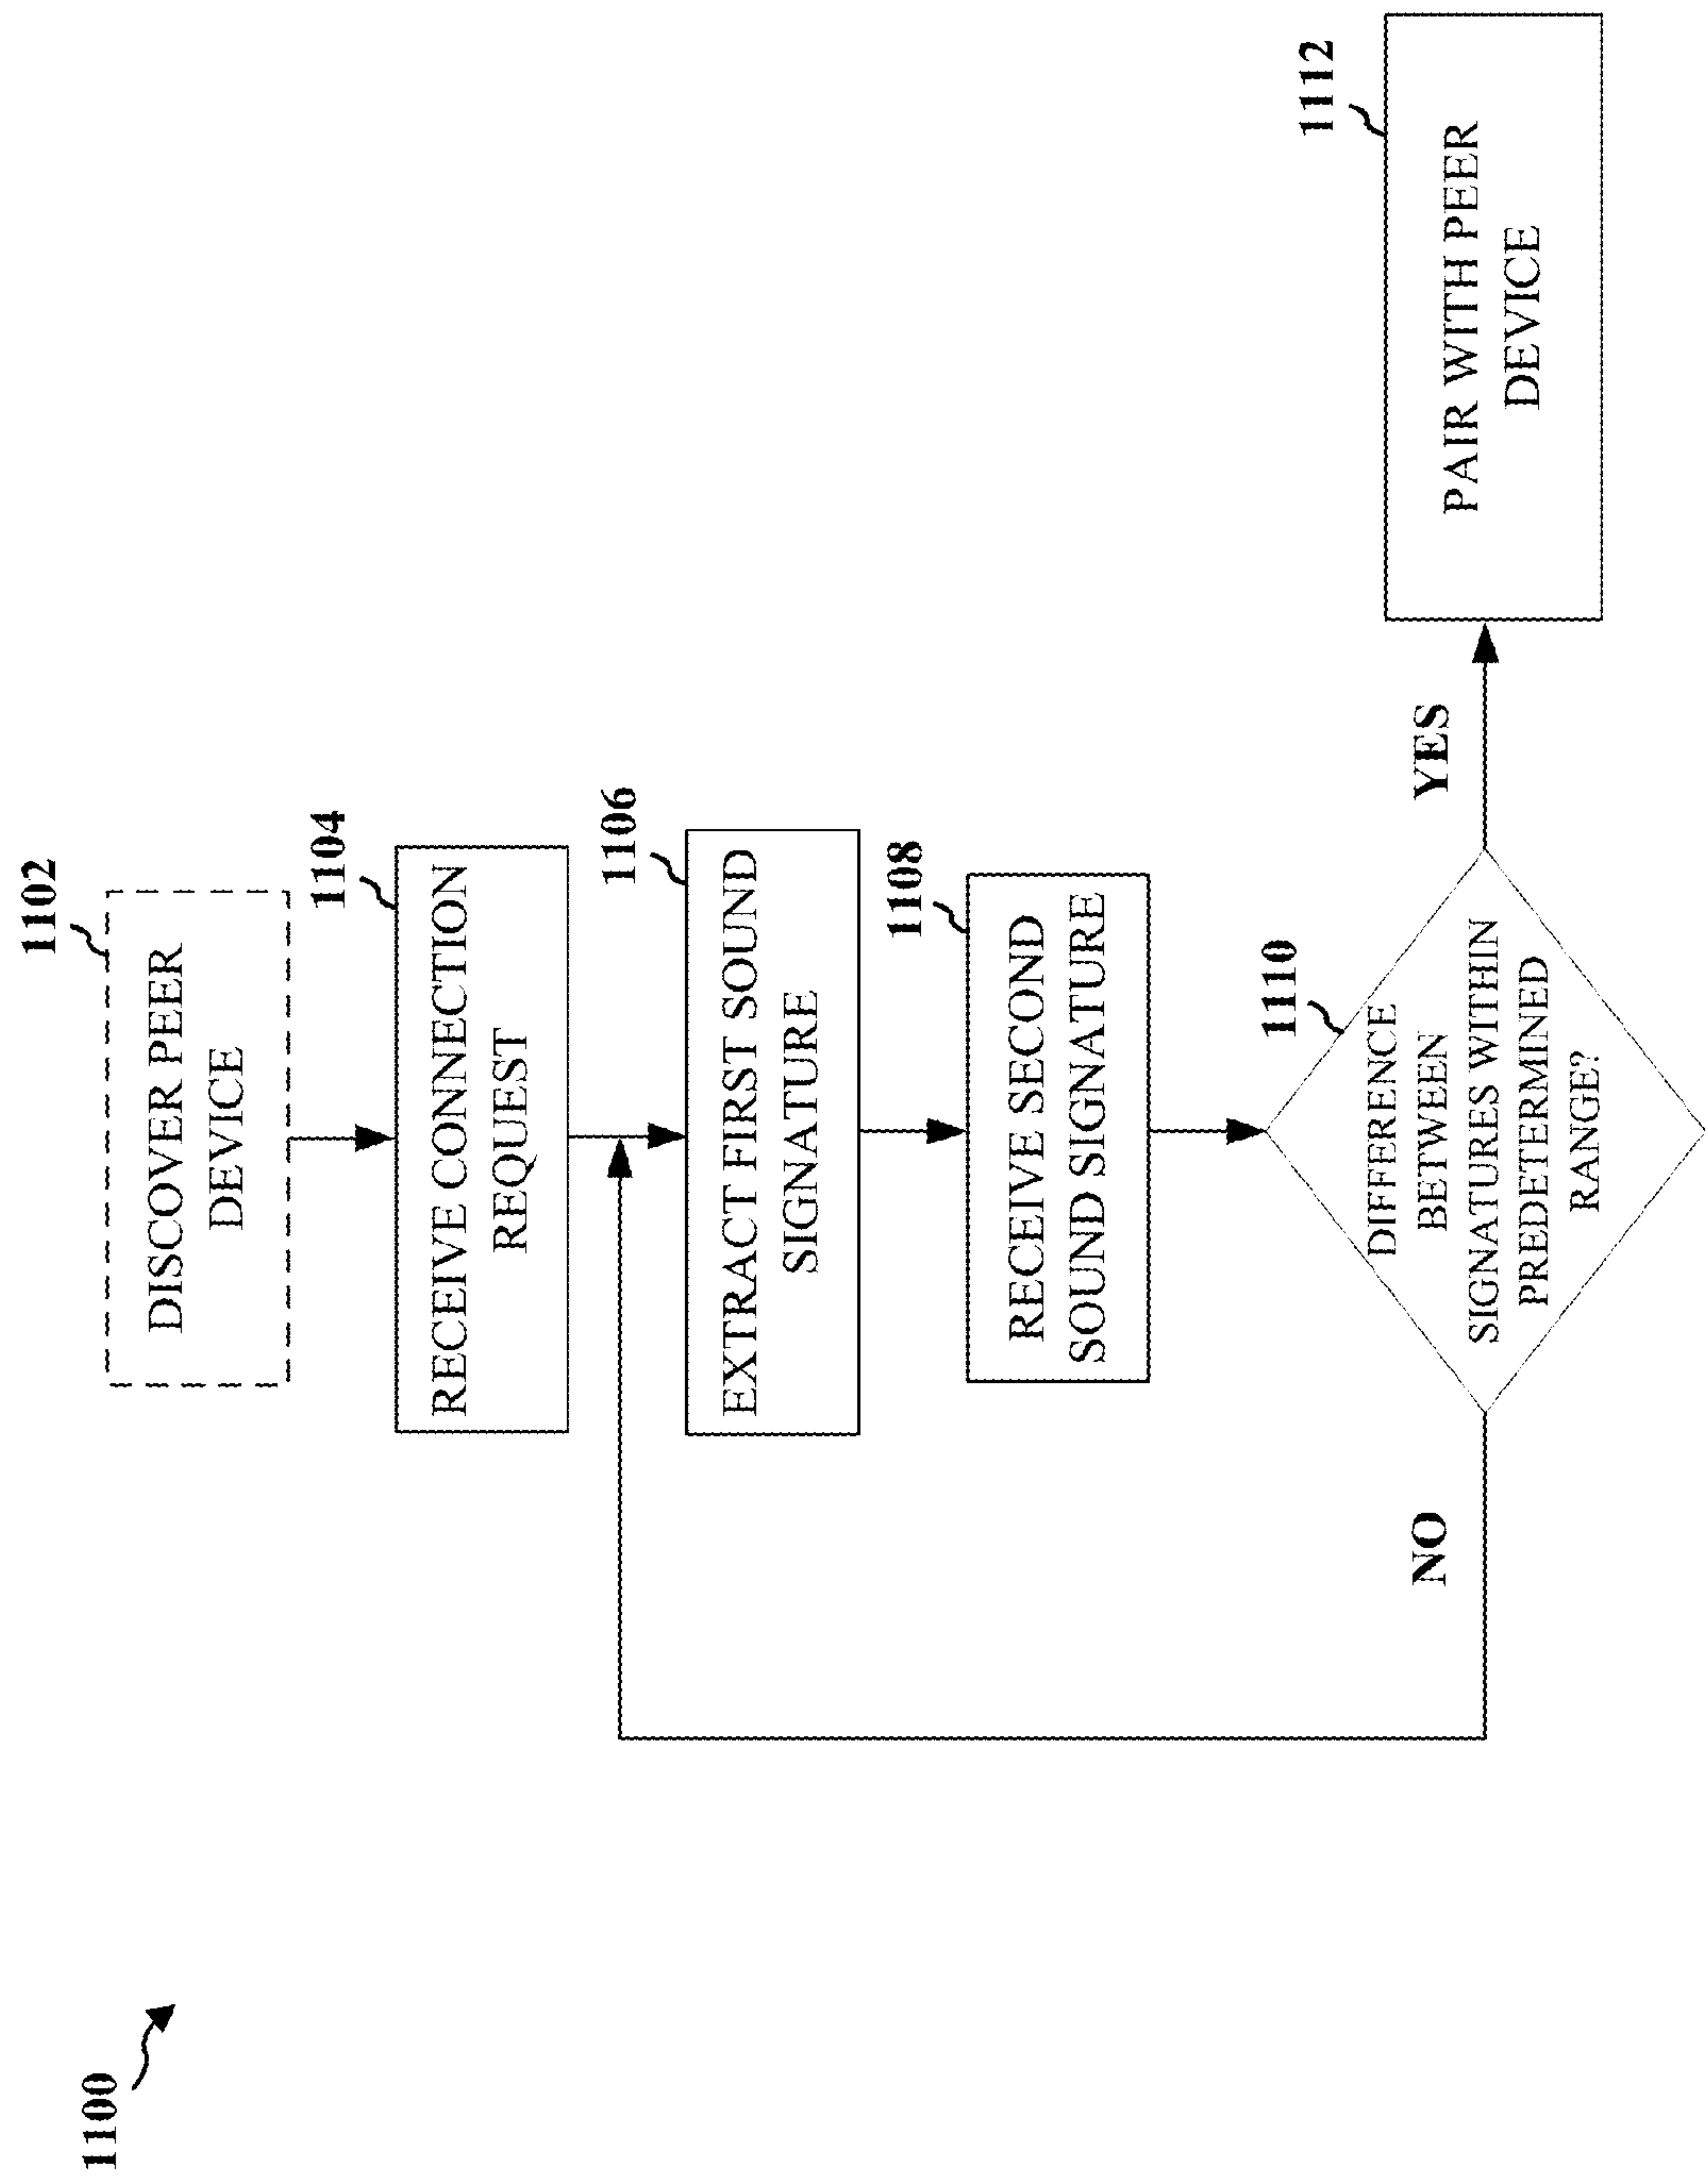 1100
1102
DISCOVER PEER
DEVICE
1104
RECEIVE CONNECTION
REQUEST
1106
EXTRACT FIRST SOUND
SIGNATURE
1108
RECEIVE SECOND
SOUND SIGNATURE
1110
DIFFERENCE
BETWEEN
SIGNATURES WITHIN
PREDETERMINED
RANGE?
NO
YES
1112
PAIR WITH PEER
DEVICE